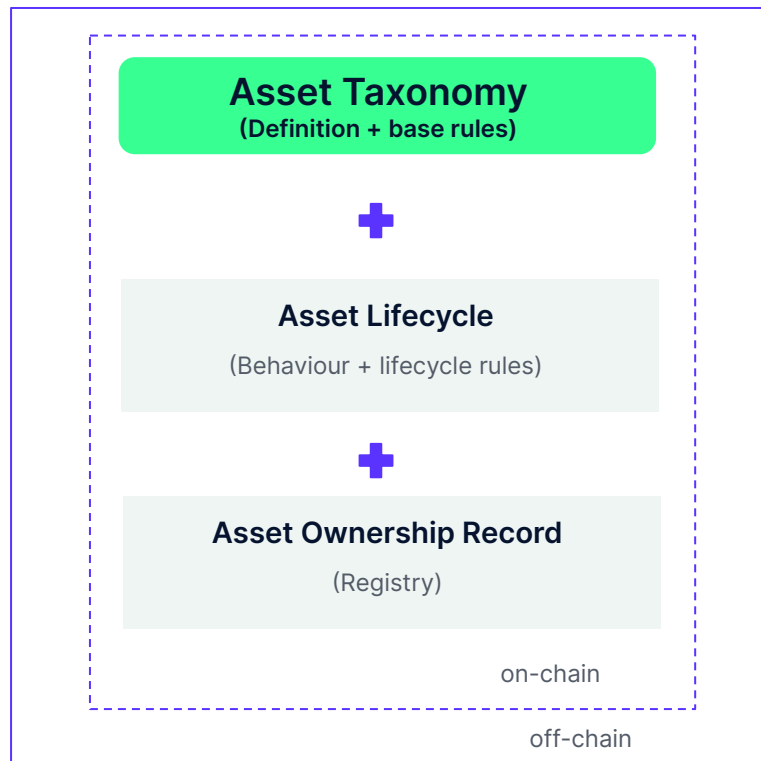 Asset Taxonomy
(Definition + base rules)
Asset Lifecycle
(Behaviour + lifecycle rules)
Asset Ownership Record
(Registry)
on-chain
off-chain